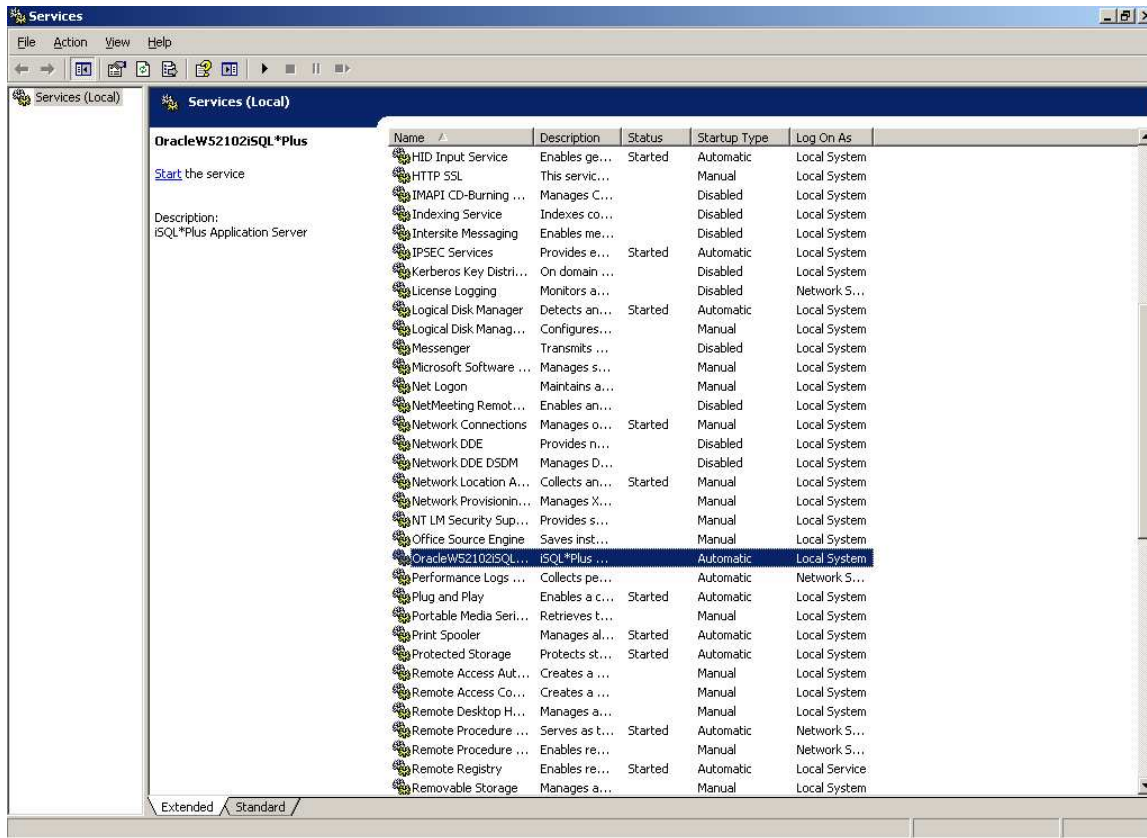 Services
File Action View Help
Services (Local)
Services (Local)
OracleW52102iSQL*Plus
Start the service
Description:
iSQL*Plus Application Server
Name Description Status Startup Type Log On As
HID Input Service Enables ge... Started Automatic Local System
HTTP SSL This servic... Manual Local System
IMAPI CD-Burning ... Manages C... Disabled Local System
Indexing Service Indexes co... Disabled Local System
Intersite Messaging Enables me... Disabled Local System
IPSEC Services Provides e... Started Automatic Local System
Kerberos Key Distri... On domain ... Disabled Local System
License Logging Monitors a... Disabled Network S...
Logical Disk Manager Detects an... Started Automatic Local System
Logical Disk Manag... Configures... Manual Local System
Messenger Transmits ... Disabled Local System
Microsoft Software ... Manages s... Manual Local System
Net Logon Maintains a... Manual Local System
NetMeeting Remot... Enables an... Disabled Local System
Network Connections Manages o... Started Manual Local System
Network DDE Provides n... Disabled Local System
Network DDE DSDM Manages D... Disabled Local System
Network Location A... Collects an... Started Manual Local System
Network Provisionin... Manages X... Manual Local System
NT LM Security Sup... Provides s... Manual Local System
Office Source Engine Saves inst... Manual Local System
OracleW52102iSQL... iSQL*Plus ... Automatic Local System
Performance Logs ... Collects pe... Automatic Network S...
Plug and Play Enables a c... Started Automatic Local System
Portable Media Seri... Retrieves t... Manual Local System
Print Spooler Manages al... Started Automatic Local System
Protected Storage Protects st... Started Automatic Local System
Remote Access Aut... Creates a ... Manual Local System
Remote Access Co... Creates a ... Manual Local System
Remote Desktop H... Manages a... Manual Local System
Remote Procedure ... Serves as t... Started Automatic Network S...
Remote Procedure ... Enables re... Manual Network S...
Remote Registry Enables re... Started Automatic Local Service
Removable Storage Manages a... Manual Local System
Extended Standard